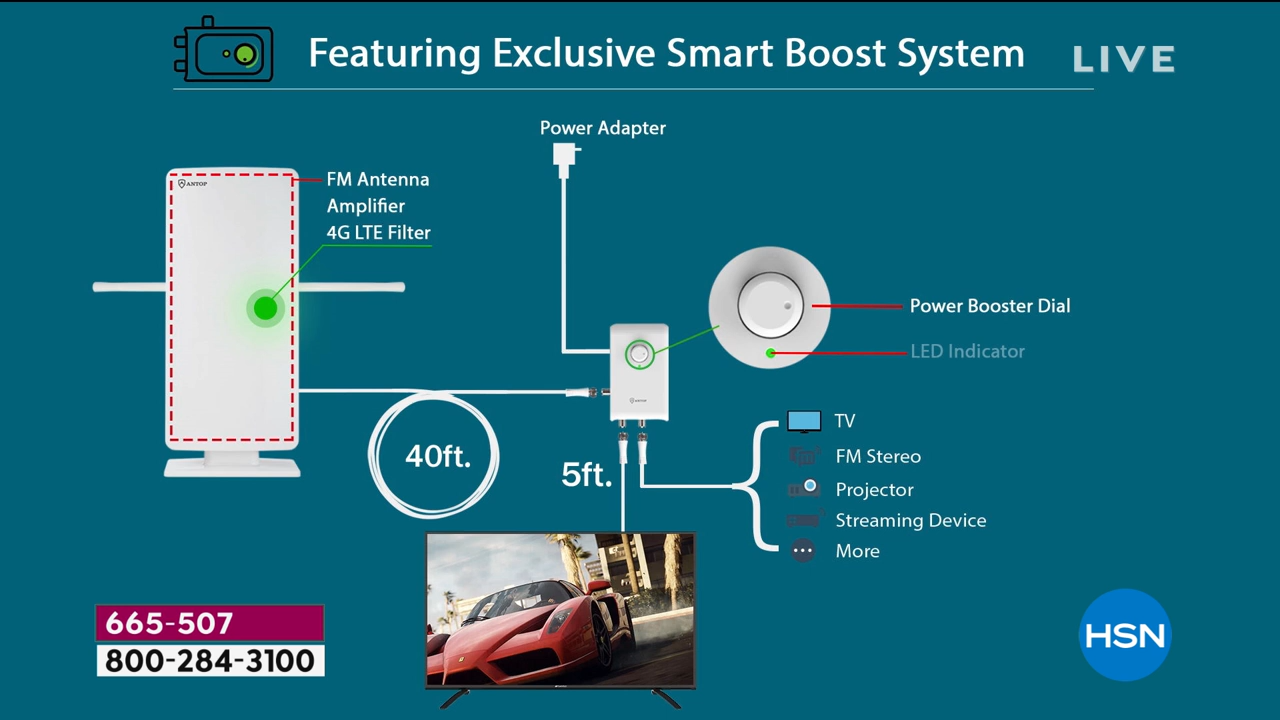 Featuring Exclusive Smart Boost System
LIVE
Power Adapter
ANTOP
FM Antenna
Amplifier
4G LTE Filter
Power Booster Dial
LED Indicator
ANTOP
40ft.
5ft.
TV
FM Stereo
Projector
Streaming Device
More
665-507
800-284-3100
HSN